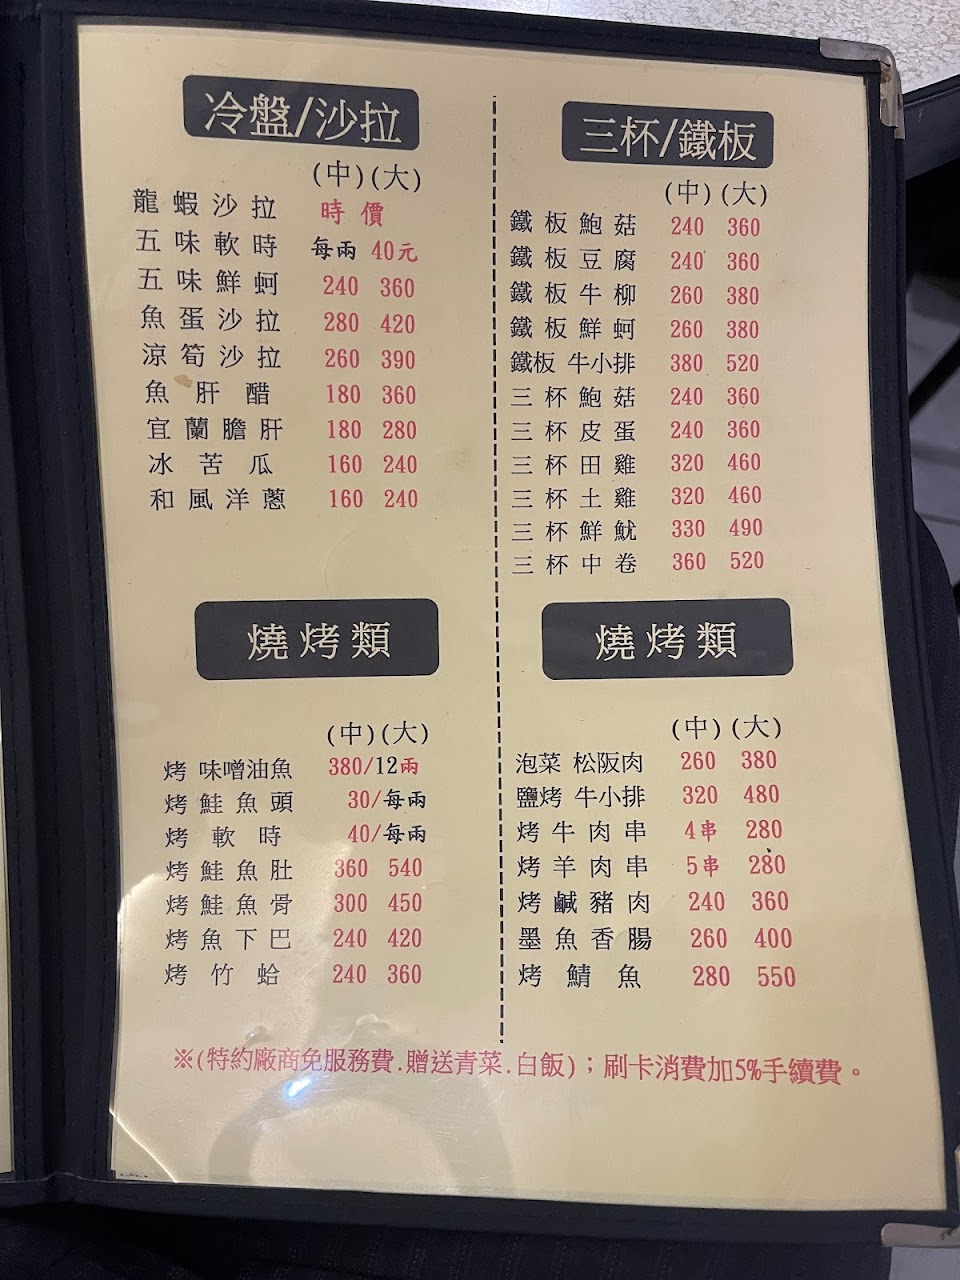 冷盤/沙拉
(中)(大)
龍蝦沙拉 時價
五味軟時 每兩 40元
五味鮮蚵 240 360
魚蛋沙拉 280 420
涼筍沙拉 260 390
魚肝醋 180 360
宜蘭膽肝 180 280
冰苦瓜 160 240
和風洋蔥 160 240
三杯/鐵板
(中)(大)
鐵板鮑菇 240 360
鐵板豆腐 240 360
鐵板牛柳 260 380
鐵板鮮蚵 260 380
鐵板 牛小排 380 520
三杯鮑菇 240 360
三杯皮蛋 240 360
三杯田雞 320 460
三杯土雞 320 460
三杯鮮魷 330 490
三杯中卷 360 520
燒烤類
(中)(大)
烤 味噌油魚 380/12兩
烤鮭魚頭 30/每兩
烤軟時 40/每兩
烤鮭魚肚 360 540
烤鮭魚骨 300 450
烤魚下巴 240 420
烤竹蛤 240 360
燒烤類
(中)(大)
泡菜 松阪肉 260 380
鹽烤 牛小排 320 480
烤牛肉串 4串 280
烤羊肉串 5串 280
烤鹹豬肉 240 360
墨魚香腸 260 400
烤鯖魚 280 550
※(特約廠商免服務費.贈送青菜.白飯)；刷卡消費加5%手續費。